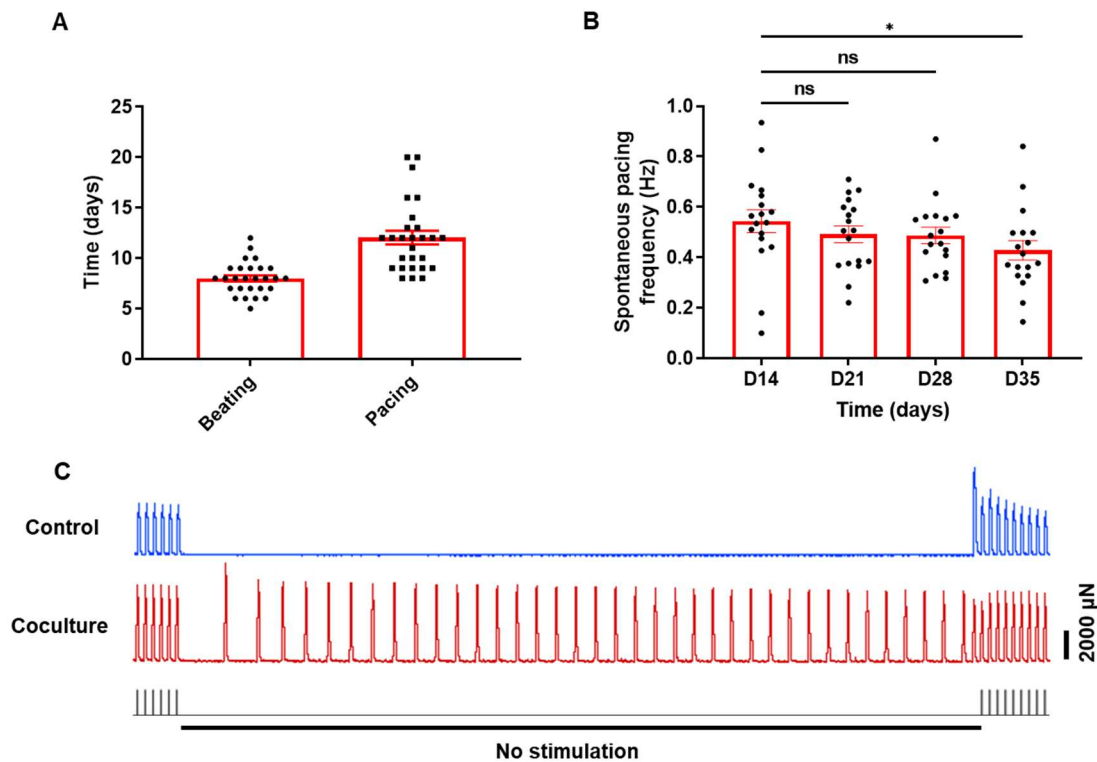 A
Time (days)
25
20
15
10
5
0
Beating
Pacing
B
*
ns
ns
Spontaneous pacing
frequency (Hz)
1.0
0.8
0.6
0.4
0.2
0.0
D14 D21 D28 D35
Time (days)
C
Control
Coculture
2000 µN
No stimulation